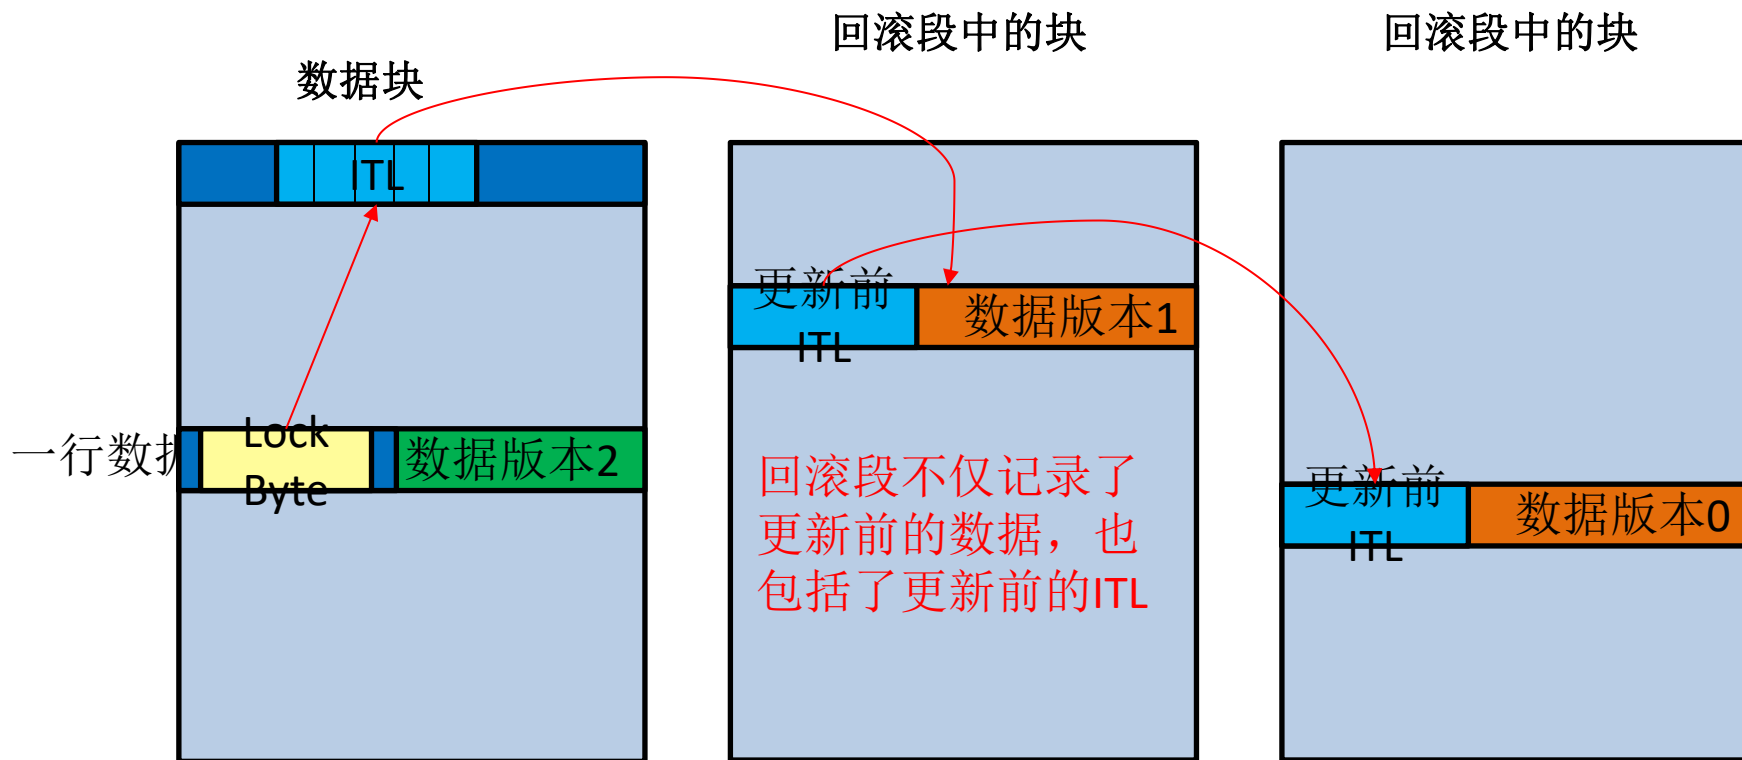 回滚段中的块
回滚段中的块
数据块
ITL
更新前
ITL
数据版本1
一行数据
Lock
Byte
数据版本2
回滚段不仅记录了
更新前的数据，也
包括了更新前的ITL
更新前
ITL
数据版本0